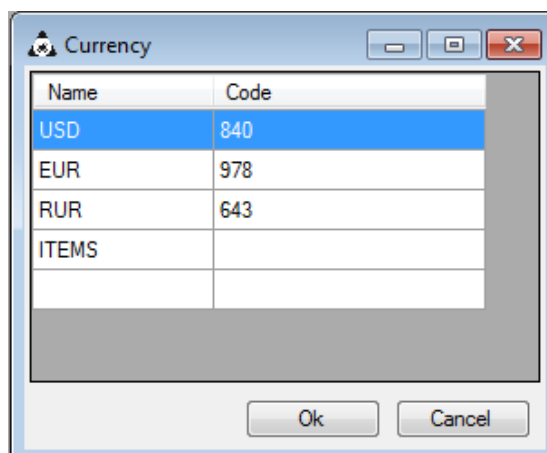 Currency
Name Code
USD 840
EUR 978
RUR 643
ITEMS
Ok Cancel